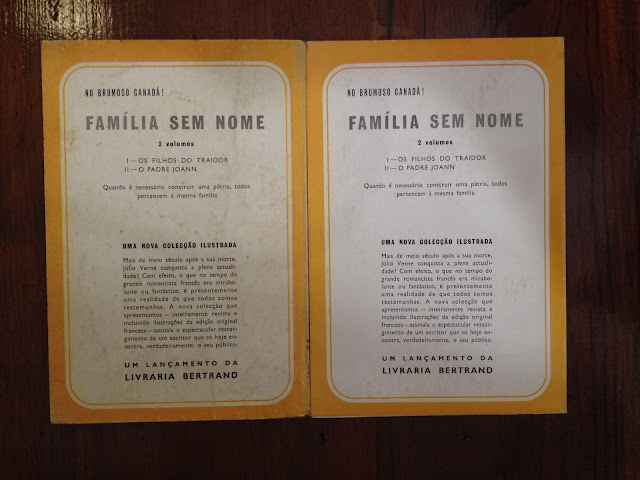 NO BRUMOSO CANADÁ!
FAMÍLIA SEM NOME
2 volumes
I—OS FILHOS DO TRAIDOR
II—O PADRE JOANN
Quando é necessário construir uma pátria, todos
pertencem à mesma família
UMA NOVA COLECÇÃO ILUSTRADA
Mais de meio século após a sua morte,
Júlio Verne conquista a plena actuali-
dade! Com efeito, o que no tempo do
grande romancista francês era mirabo-
lante ou fantástico, é presentemente
uma realidade de que todos somos
testemunhas. A nova colecção que
apresentamos—inteiramente revista e
incluindo ilustrações da edição original
francesa—assinala o espectacular ressur-
gimento de um escritor que só hoje en-
contra, verdadeiramente, o seu público.
UM LANÇAMENTO DA
LIVRARIA BERTRAND
NO BRUMOSO CANADÁ!
FAMÍLIA SEM NOME
2 volumes
I—OS FILHOS DO TRAIDOR
II—O PADRE JOANN
Quando é necessário construir uma pátria, todos
pertencem à mesma família
UMA NOVA COLECÇÃO ILUSTRADA
Mais de meio século após a sua morte,
Júlio Verne conquista a plena actuali-
dade! Com efeito, o que no tempo do
grande romancista francês era mirabo-
lante ou fantástico, é presentemente
uma realidade de que todos somos
testemunhas. A nova colecção que
apresentamos—inteiramente revista e
incluindo ilustrações da edição original
francesa—assinala o espectacular ressur-
gimento de um escritor que só hoje en-
contra, verdadeiramente, o seu público.
UM LANÇAMENTO DA
LIVRARIA BERTRAND